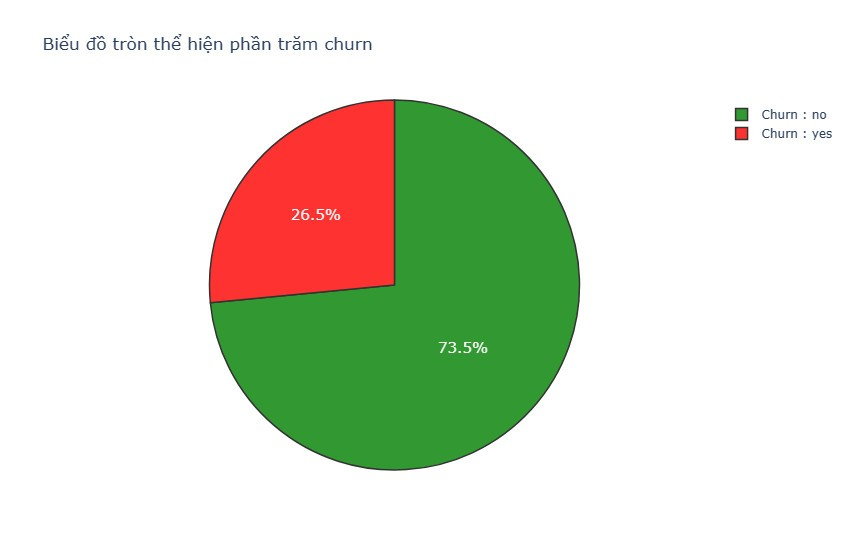 Biểu đồ tròn thể hiện phần trăm churn
Churn : no
Churn : yes
26.5%
73.5%